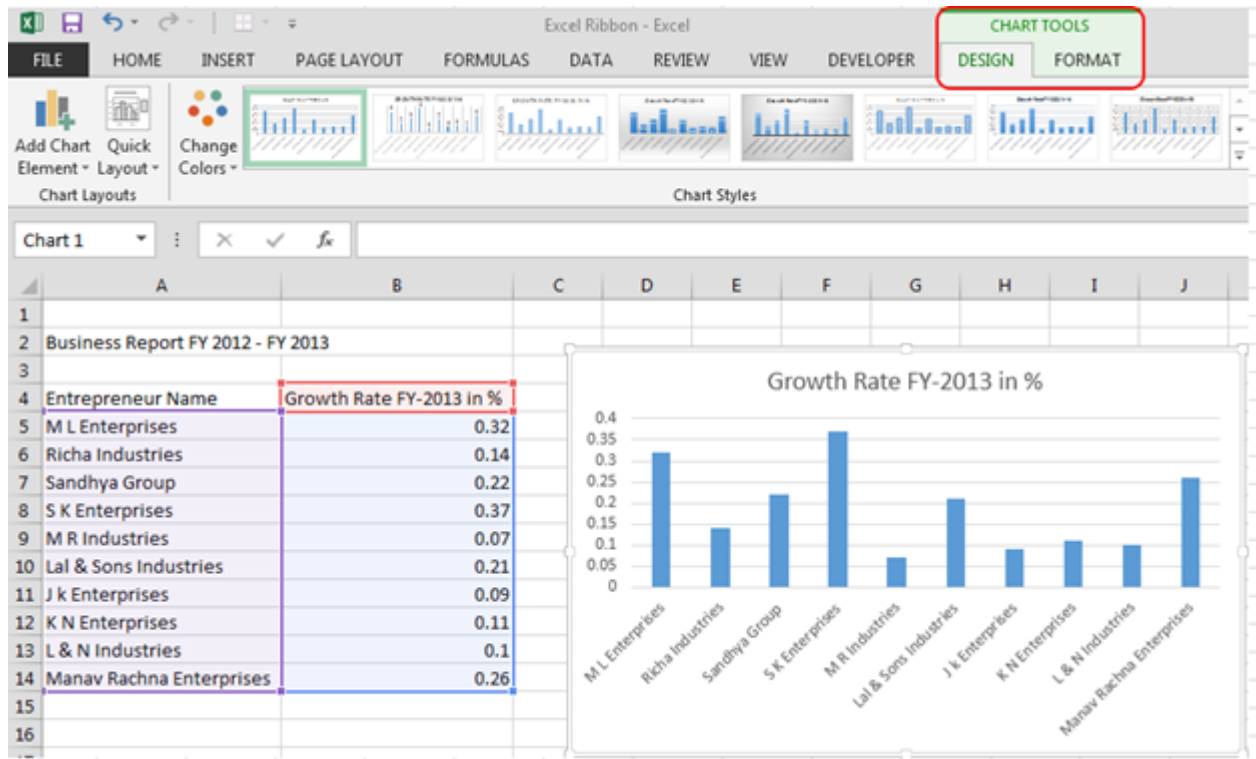 Excel Ribbon - Excel
CHART TOOLS
FILE HOME INSERT PAGE LAYOUT FORMULAS DATA REVIEW VIEW DEVELOPER DESIGN FORMAT
Add Chart Element
Quick Layout
Change Colors
Chart Layouts
Chart Styles
Chart 1
fx
A B C D E F G H I J
1
2 Business Report FY 2012 - FY 2013
3
4 Entrepreneur Name Growth Rate FY-2013 in %
5 M L Enterprises 0.32
6 Richa Industries 0.14
7 Sandhya Group 0.22
8 S K Enterprises 0.37
9 M R Industries 0.07
10 Lal & Sons Industries 0.21
11 J k Enterprises 0.09
12 K N Enterprises 0.11
13 L & N Industries 0.1
14 Manav Rachna Enterprises 0.26
15
16
Growth Rate FY-2013 in %
0.4
0.35
0.3
0.25
0.2
0.15
0.1
0.05
0
M L Enterprises
Richa Industries
Sandhya Group
S K Enterprises
M R Industries
Lal & Sons Industries
J k Enterprises
K N Enterprises
L & N Industries
Manav Rachna Enterprises